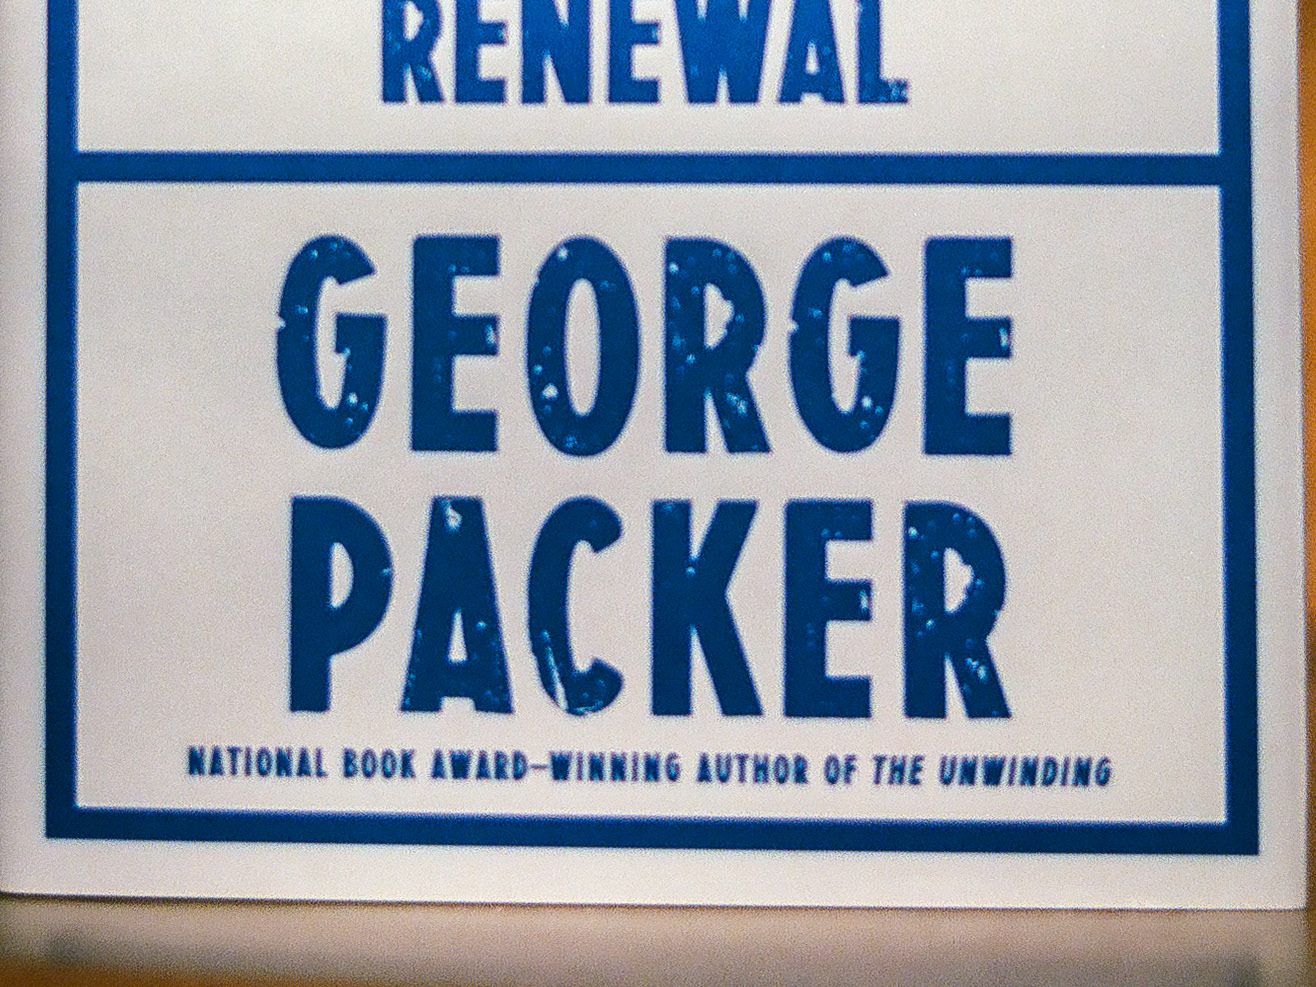 RENEWAL
GEORGE
PACKER
NATIONAL BOOK AWARD–WINNING AUTHOR OF THE UNWINDING